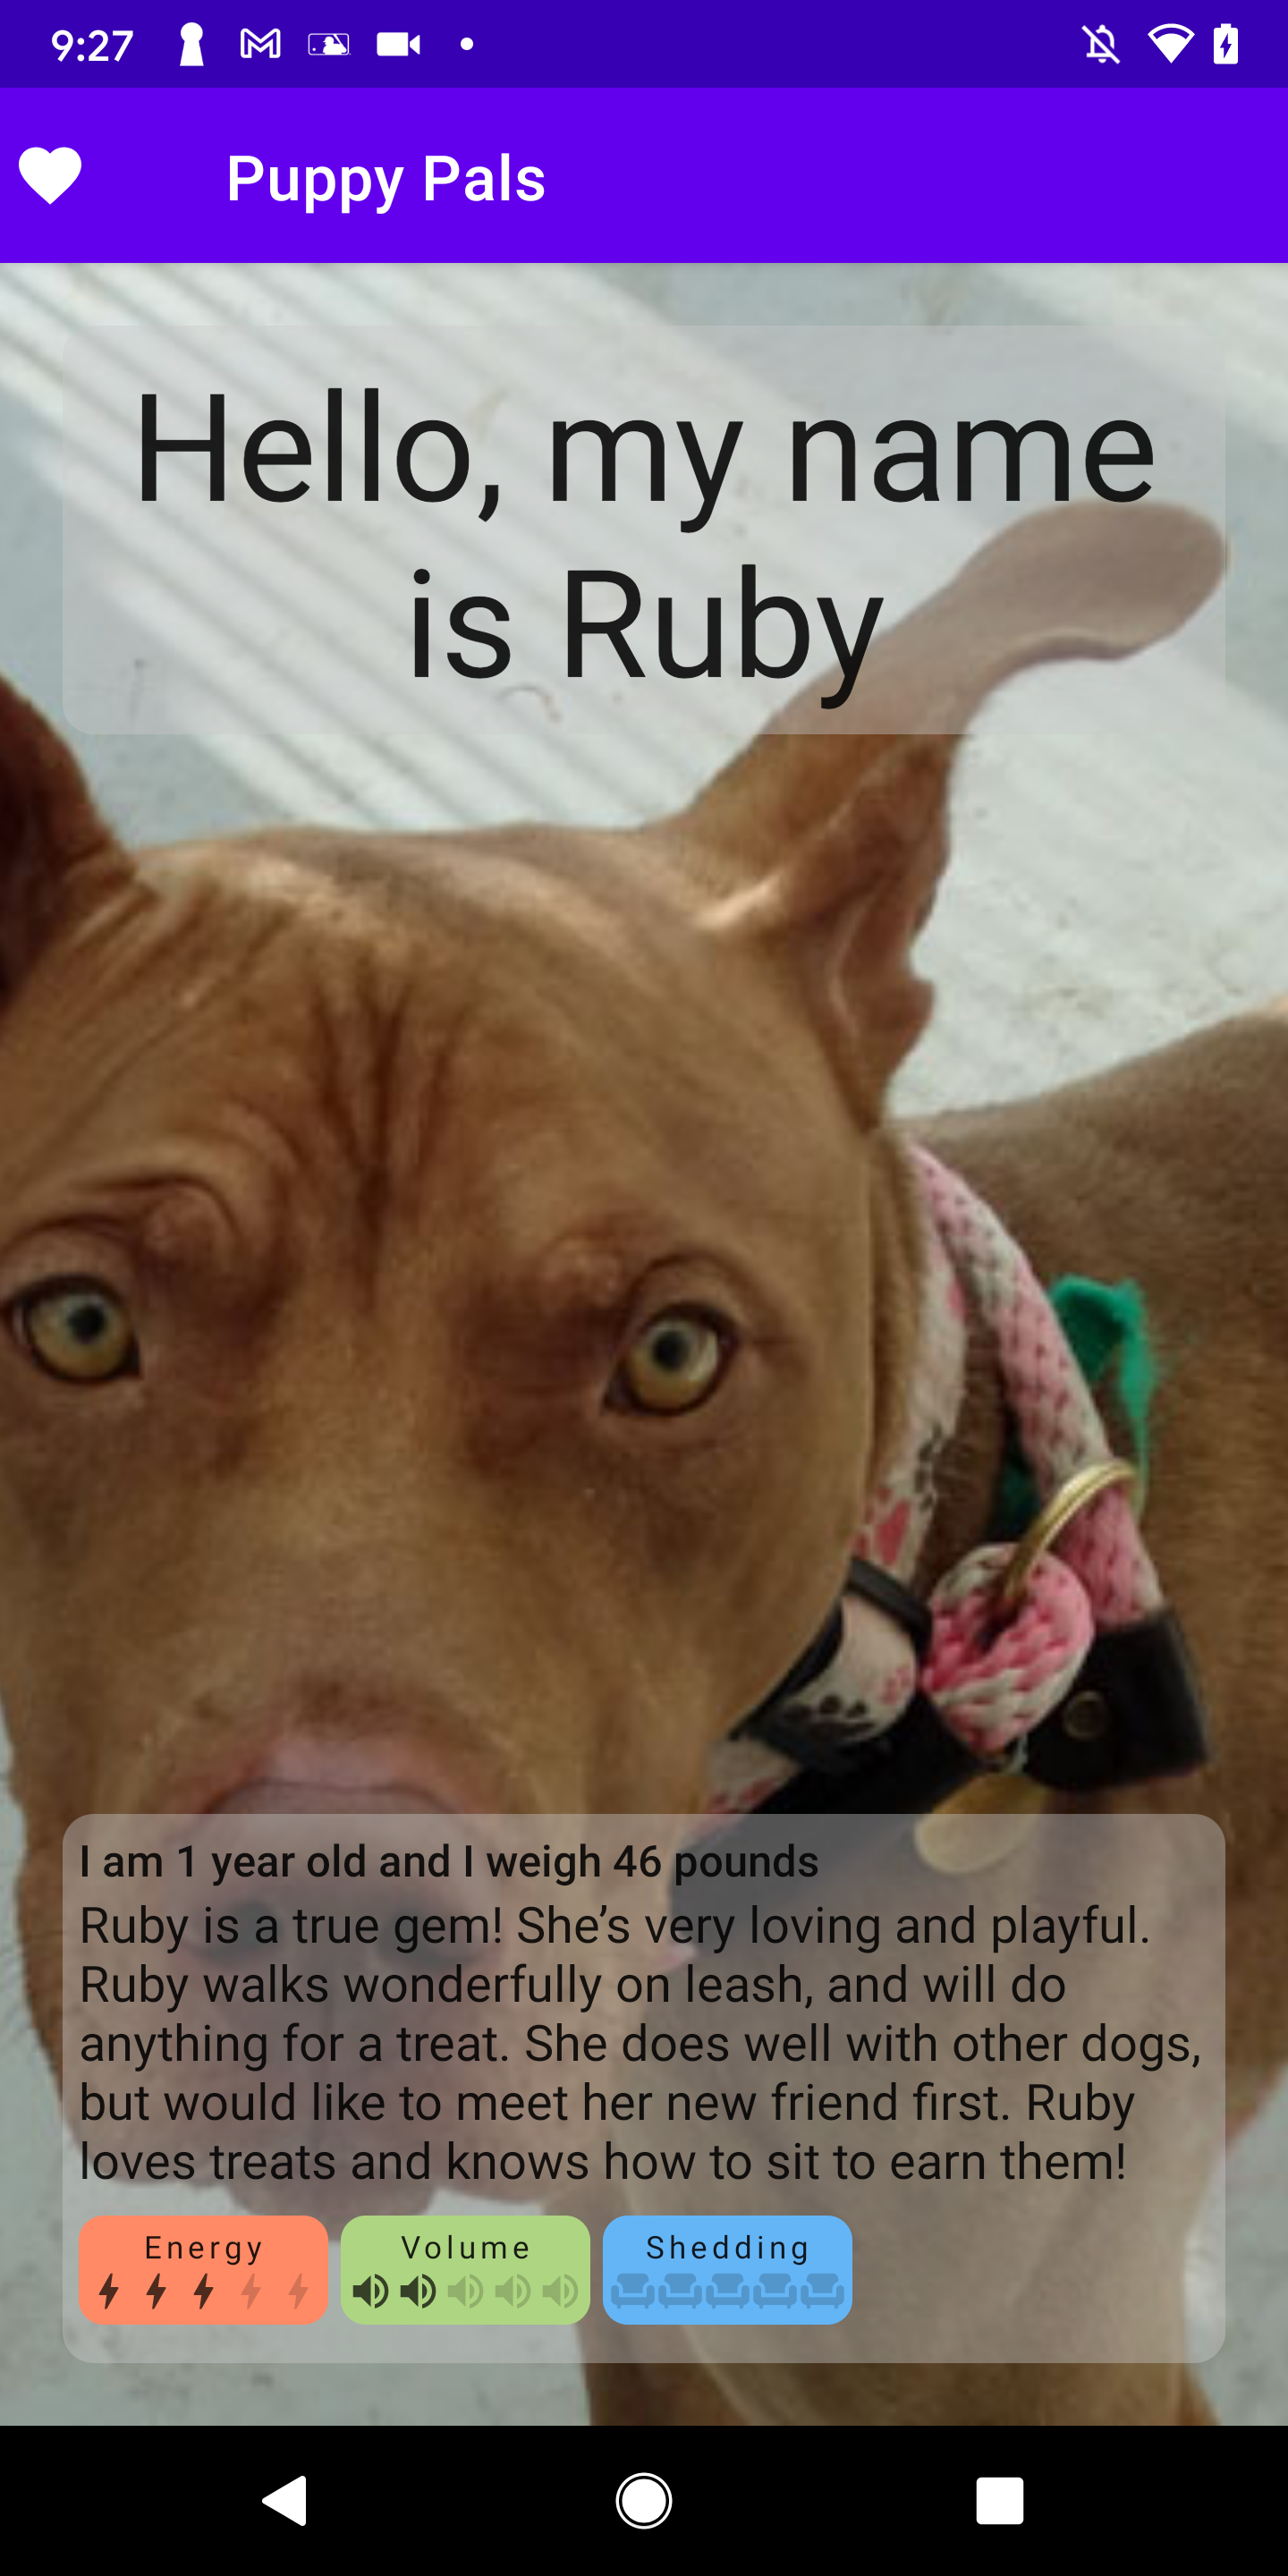 9:27
Puppy Pals
Hello, my name
is Ruby
I am 1 year old and I weigh 46 pounds
Ruby is a true gem! She’s very loving and playful.
Ruby walks wonderfully on leash, and will do
anything for a treat. She does well with other dogs,
but would like to meet her new friend first. Ruby
loves treats and knows how to sit to earn them!
Energy Volume Shedding